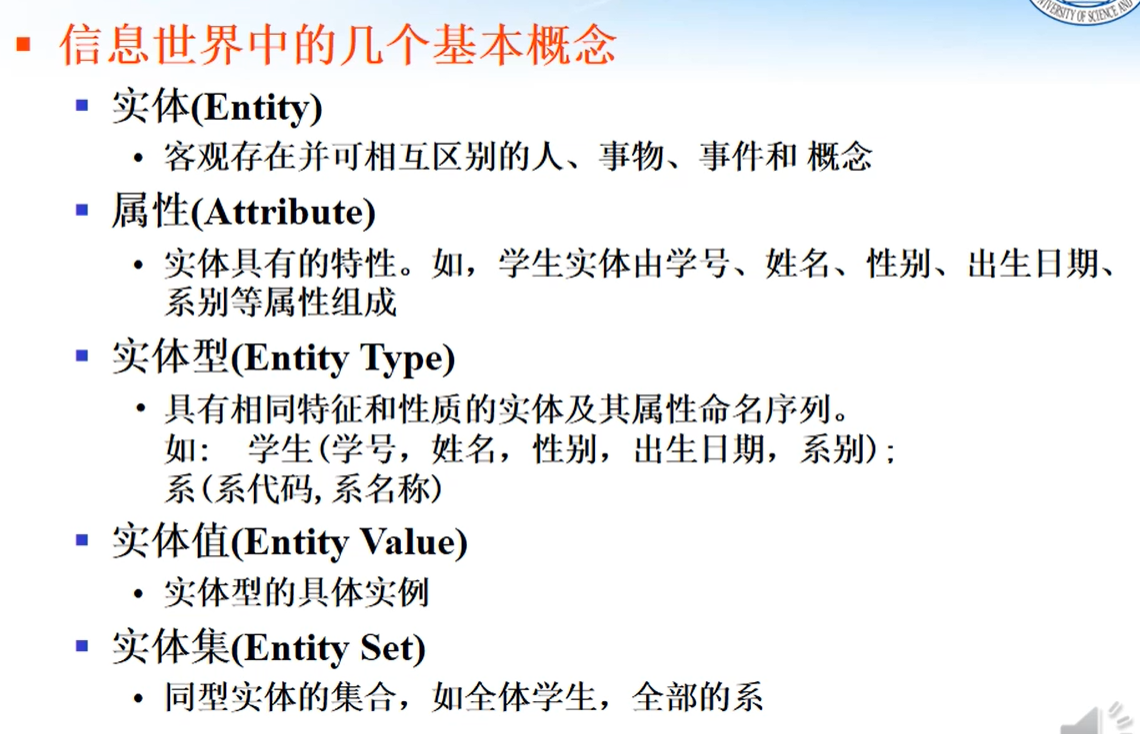 信息世界中的几个基本概念
实体(Entity)
客观存在并可相互区别的人、事物、事件和 概念
属性(Attribute)
实体具有的特性。如，学生实体由学号、姓名、性别、出生日期、
系别等属性组成
实体型(Entity Type)
具有相同特征和性质的实体及其属性命名序列。
如： 学生(学号，姓名，性别，出生日期，系别)；
系(系代码,系名称)
实体值(Entity Value)
实体型的具体实例
实体集(Entity Set)
同型实体的集合，如全体学生，全部的系
UNIVERSITY OF SCIENCE AND